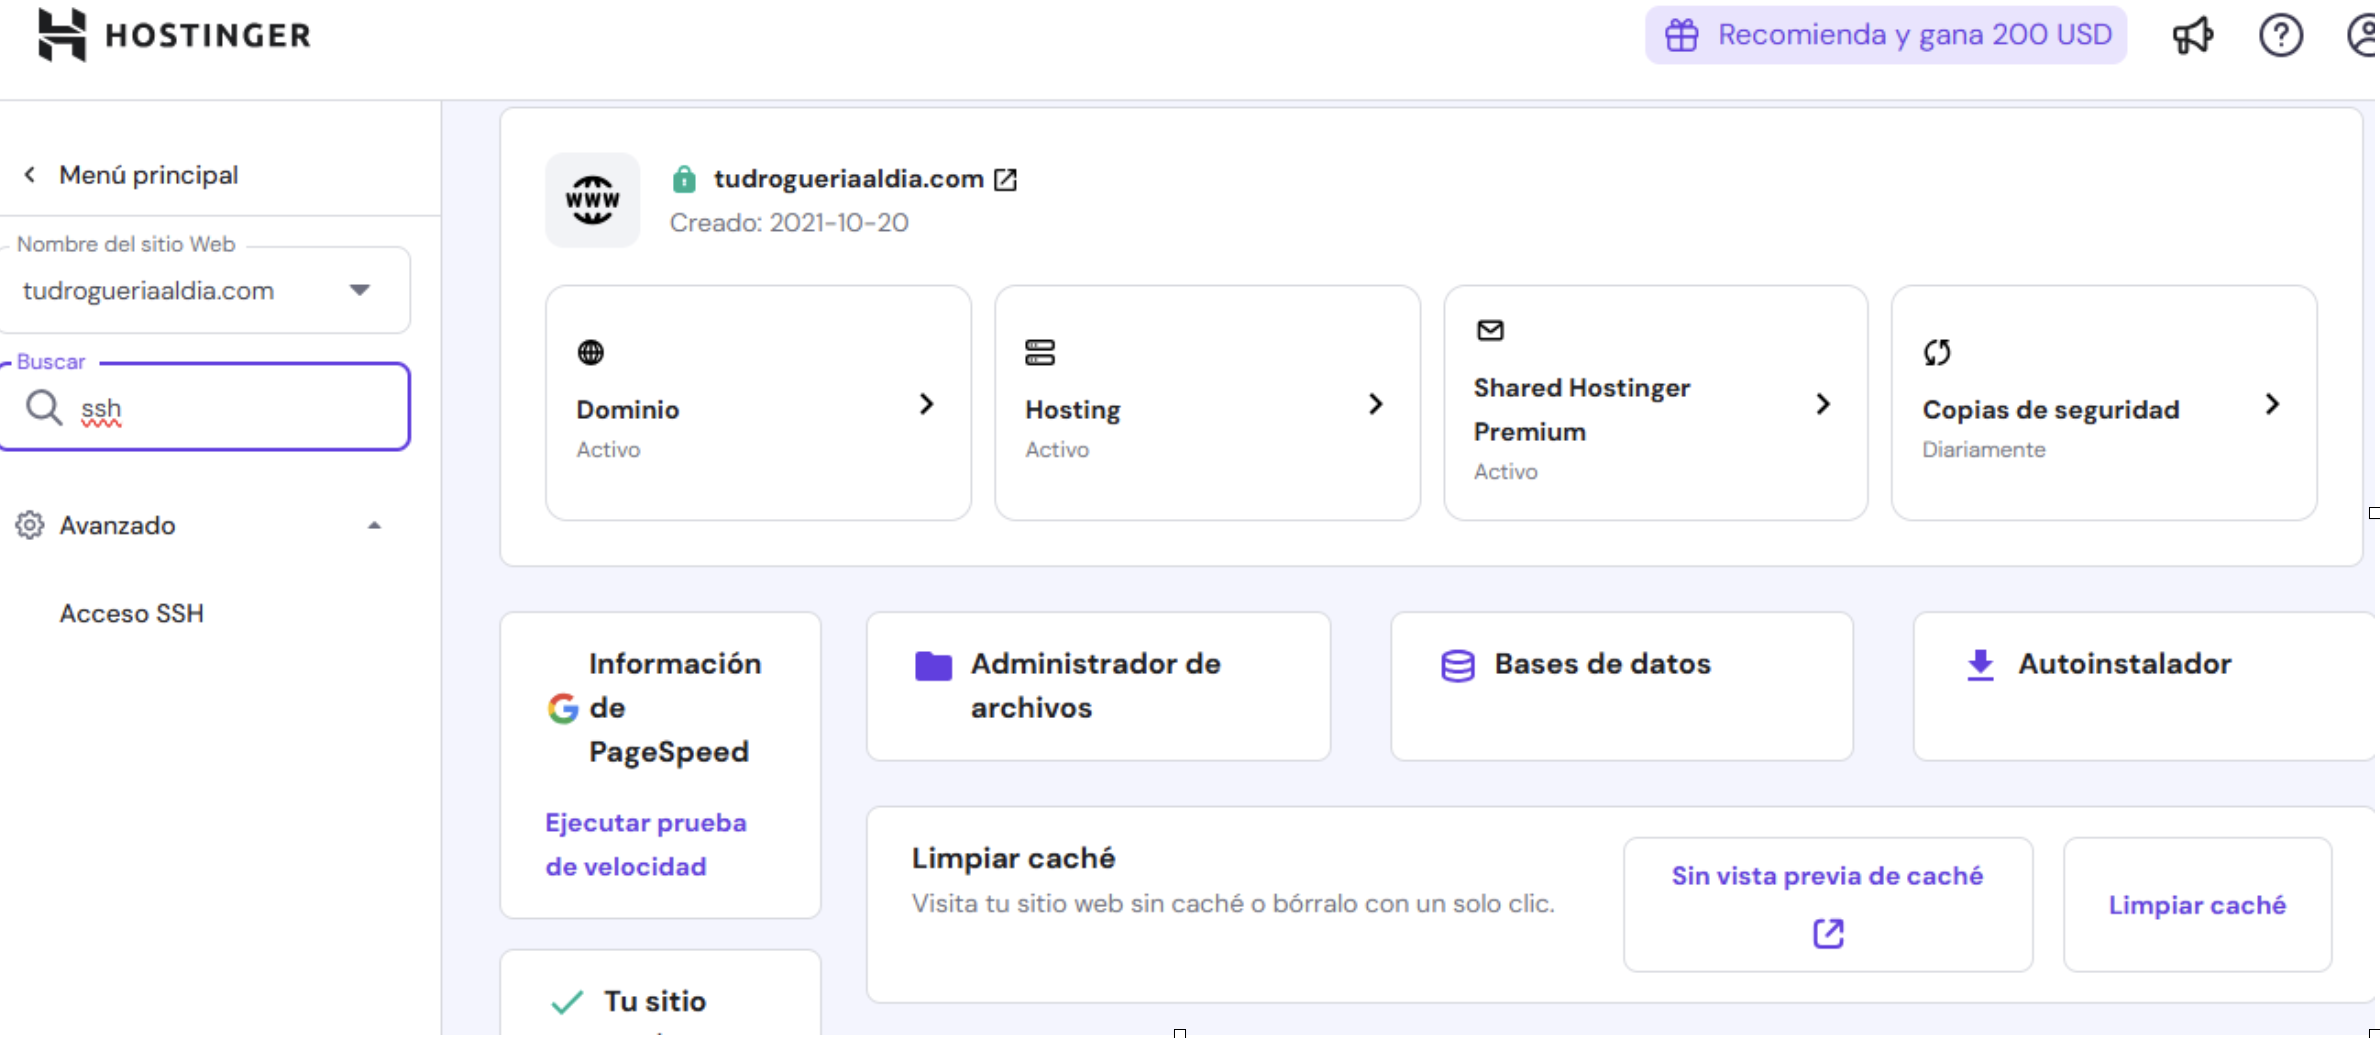 HOSTINGER
Recomienda y gana 200 USD
Menú principal
Nombre del sitio Web
tudrogueriaaldia.com
Buscar
ssh
Avanzado
Acceso SSH
www
tudrogueriaaldia.com
Creado: 2021-10-20
Dominio
Activo
Hosting
Activo
Shared Hostinger
Premium
Activo
Copias de seguridad
Diariamente
Información
de
PageSpeed
Ejecutar prueba
de velocidad
Administrador de
archivos
Bases de datos
Autoinstalador
Limpiar caché
Visita tu sitio web sin caché o bórralo con un solo clic.
Sin vista previa de caché
Limpiar caché
Tu sitio